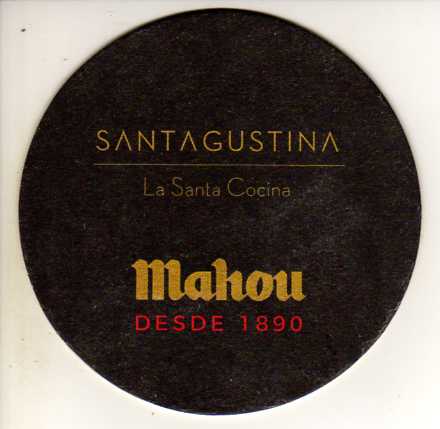 SANTAGUSTINA
La Santa Cocina
Mahou
DESDE 1890